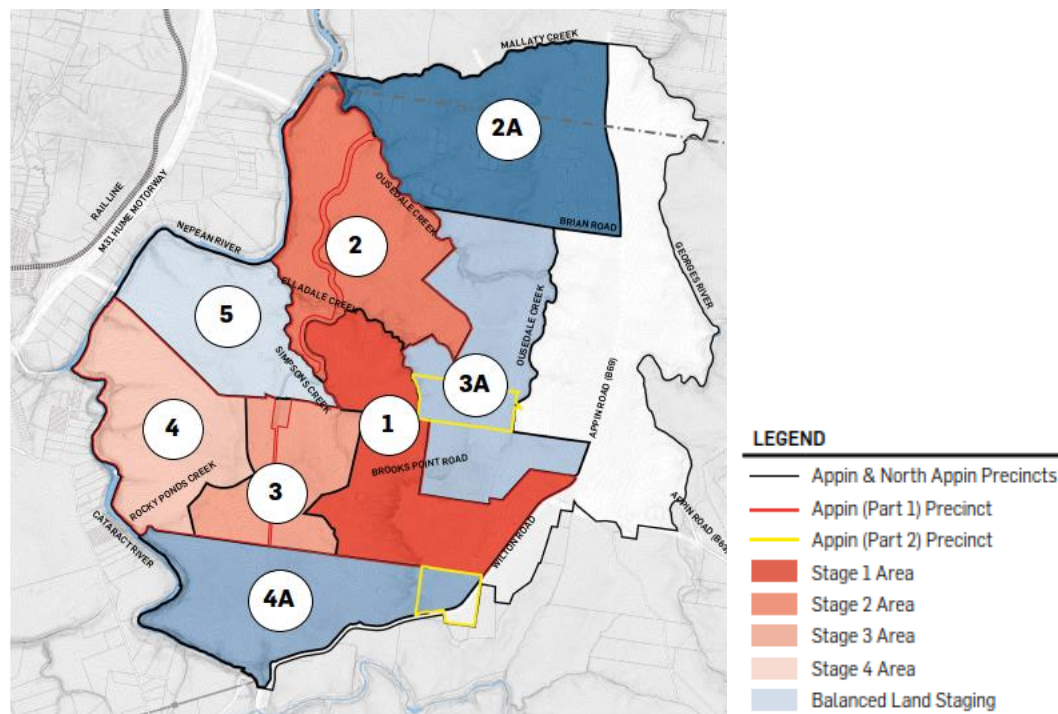 MALLATY CREEK
2A
RAIL LINE
M31 HUME MOTORWAY
OUSEDALE CREEK
BRIAN ROAD
NEPEAN RIVER
2
GEORGES RIVER
ELLADALE CREEK
5
OUSEDALE CREEK
SIMPSONS CREEK
3A
APPIN ROAD (B69)
4
1
BROOKS POINT ROAD
ROCKY PONDS CREEK
3
APPIN ROAD (B69)
CATARACT RIVER
WILTON ROAD
4A
LEGEND
Appin & North Appin Precincts
Appin (Part 1) Precinct
Appin (Part 2) Precinct
Stage 1 Area
Stage 2 Area
Stage 3 Area
Stage 4 Area
Balanced Land Staging